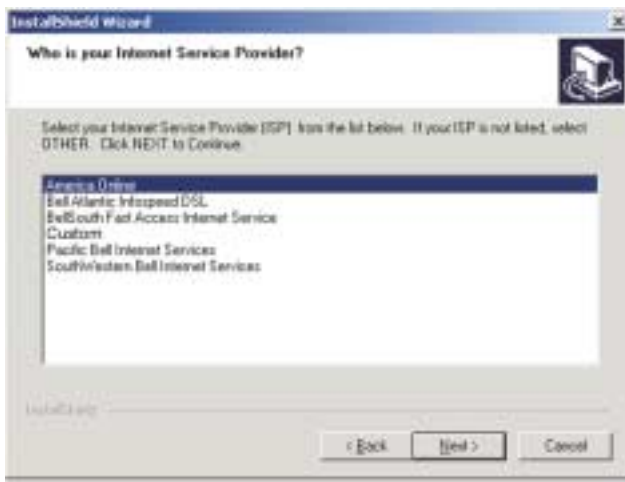 InstallShield Wizard
Who is your Internet Service Provider?
Select your Internet Service Provider (ISP) from the list below. If your ISP is not listed, select
OTHER. Click NEXT to Continue.
America Online
Bell Atlantic Infospeed DSL
BellSouth Fast Access Internet Service
Custom
Pacific Bell Internet Services
SouthWestern Bell Internet Services
InstallShield
< Back Next > Cancel